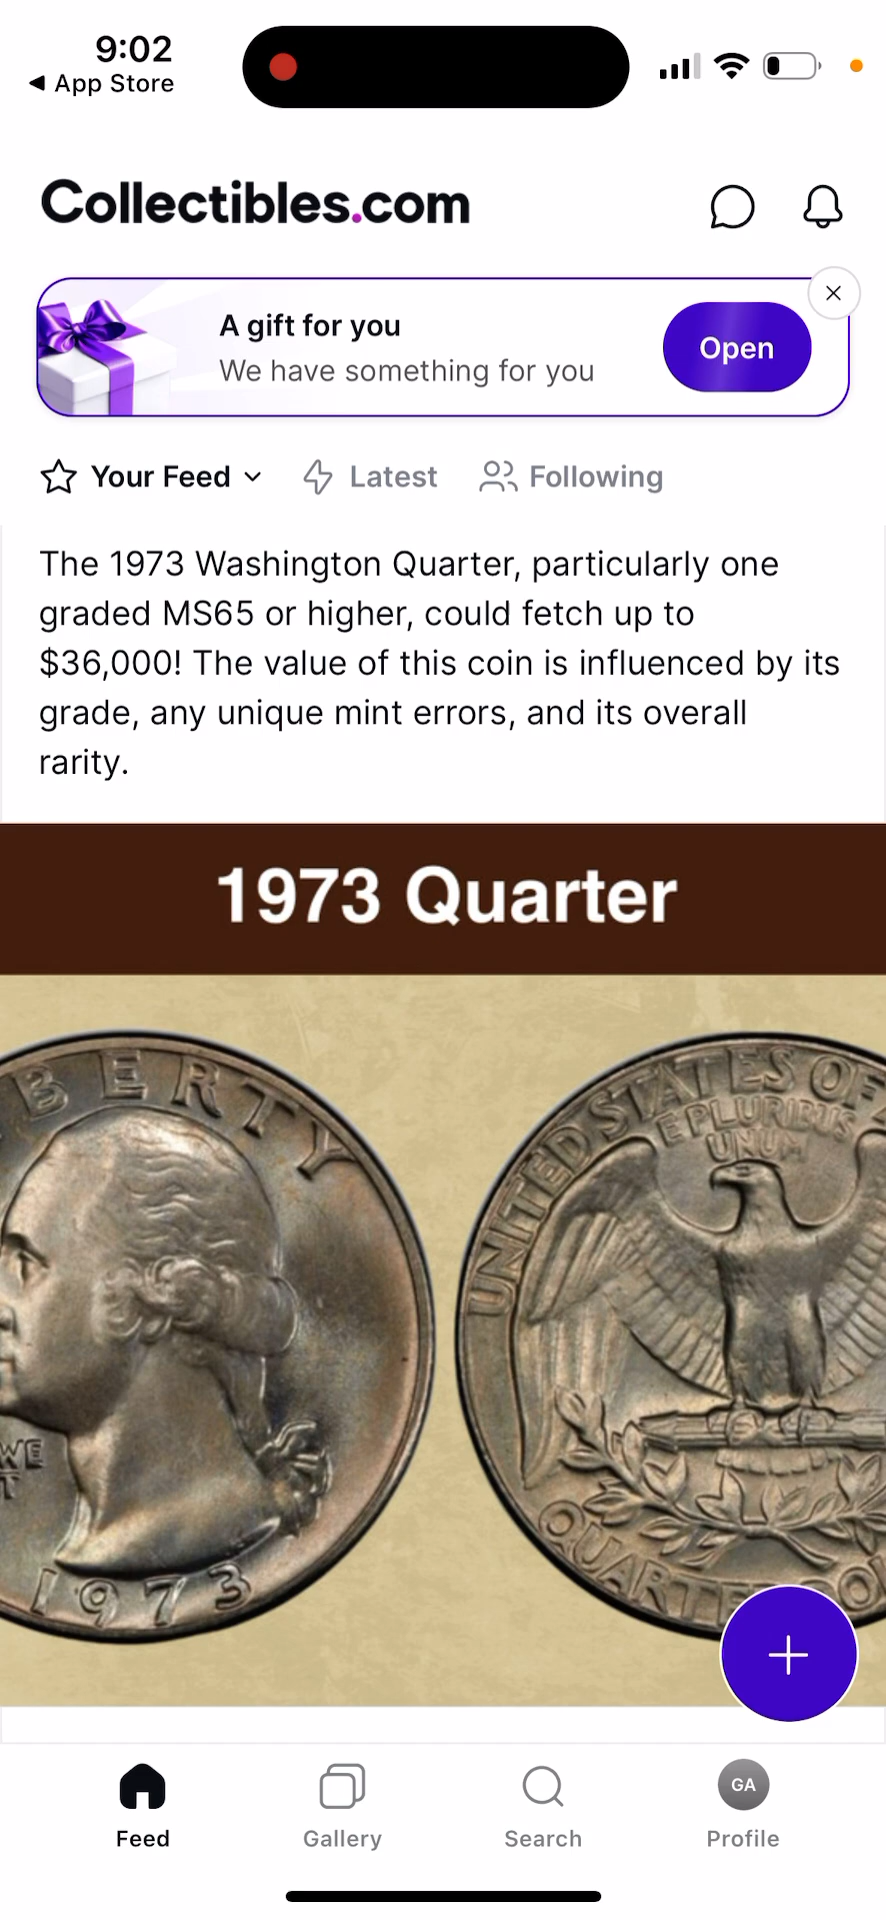 9:02
App Store
Collectibles.com
A gift for you
We have something for you
Open
Your Feed
Latest
Following
The 1973 Washington Quarter, particularly one
graded MS65 or higher, could fetch up to
$36,000! The value of this coin is influenced by its
grade, any unique mint errors, and its overall
rarity.
1973 Quarter
BERTY
WE
T
1973
UNITED STATES OF
E PLURIBUS
UNUM
QUARTER DO
Feed
Gallery
Search
GA
Profile